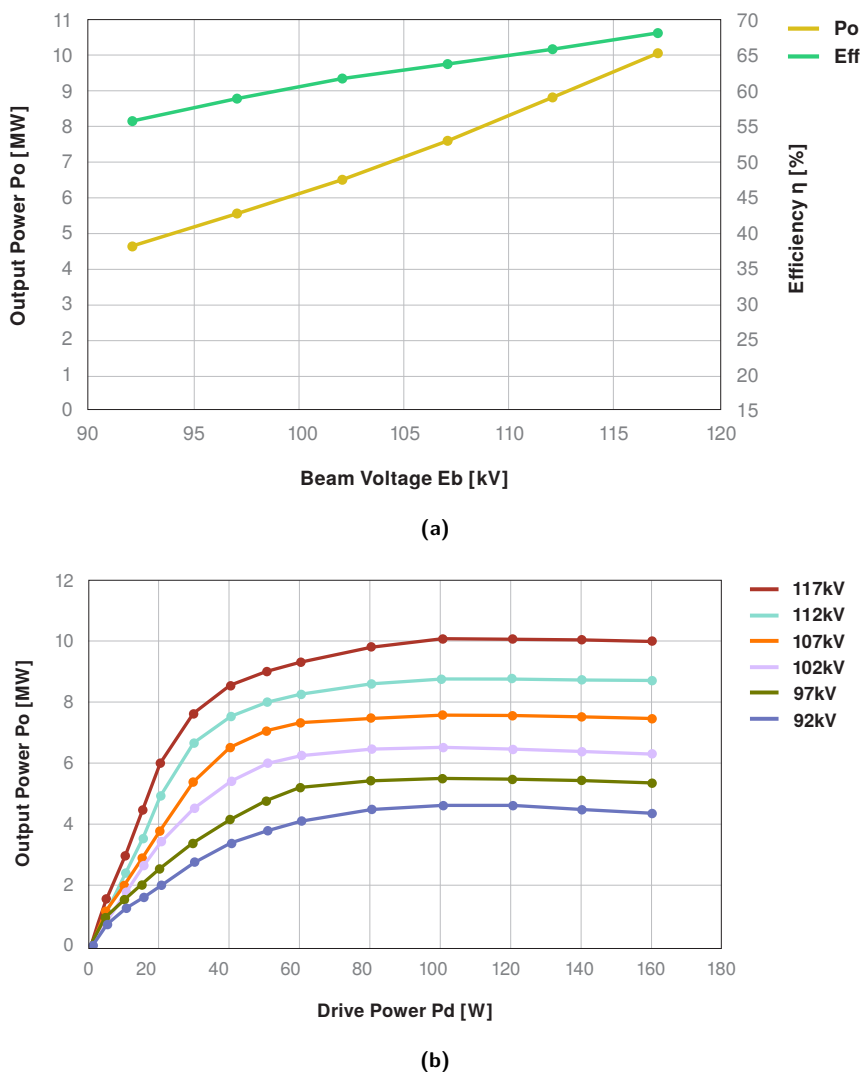 11
10
9
8
7
6
5
4
3
2
1
0
Output Power Po [MW]
70
65
60
55
50
45
40
35
30
25
20
15
Efficiency η [%]
Po
Eff
90 95 100 105 110 115 120
Beam Voltage Eb [kV]
(a)
12
10
8
6
4
2
0
Output Power Po [MW]
117kV
112kV
107kV
102kV
97kV
92kV
0 20 40 60 80 100 120 140 160 180
Drive Power Pd [W]
(b)